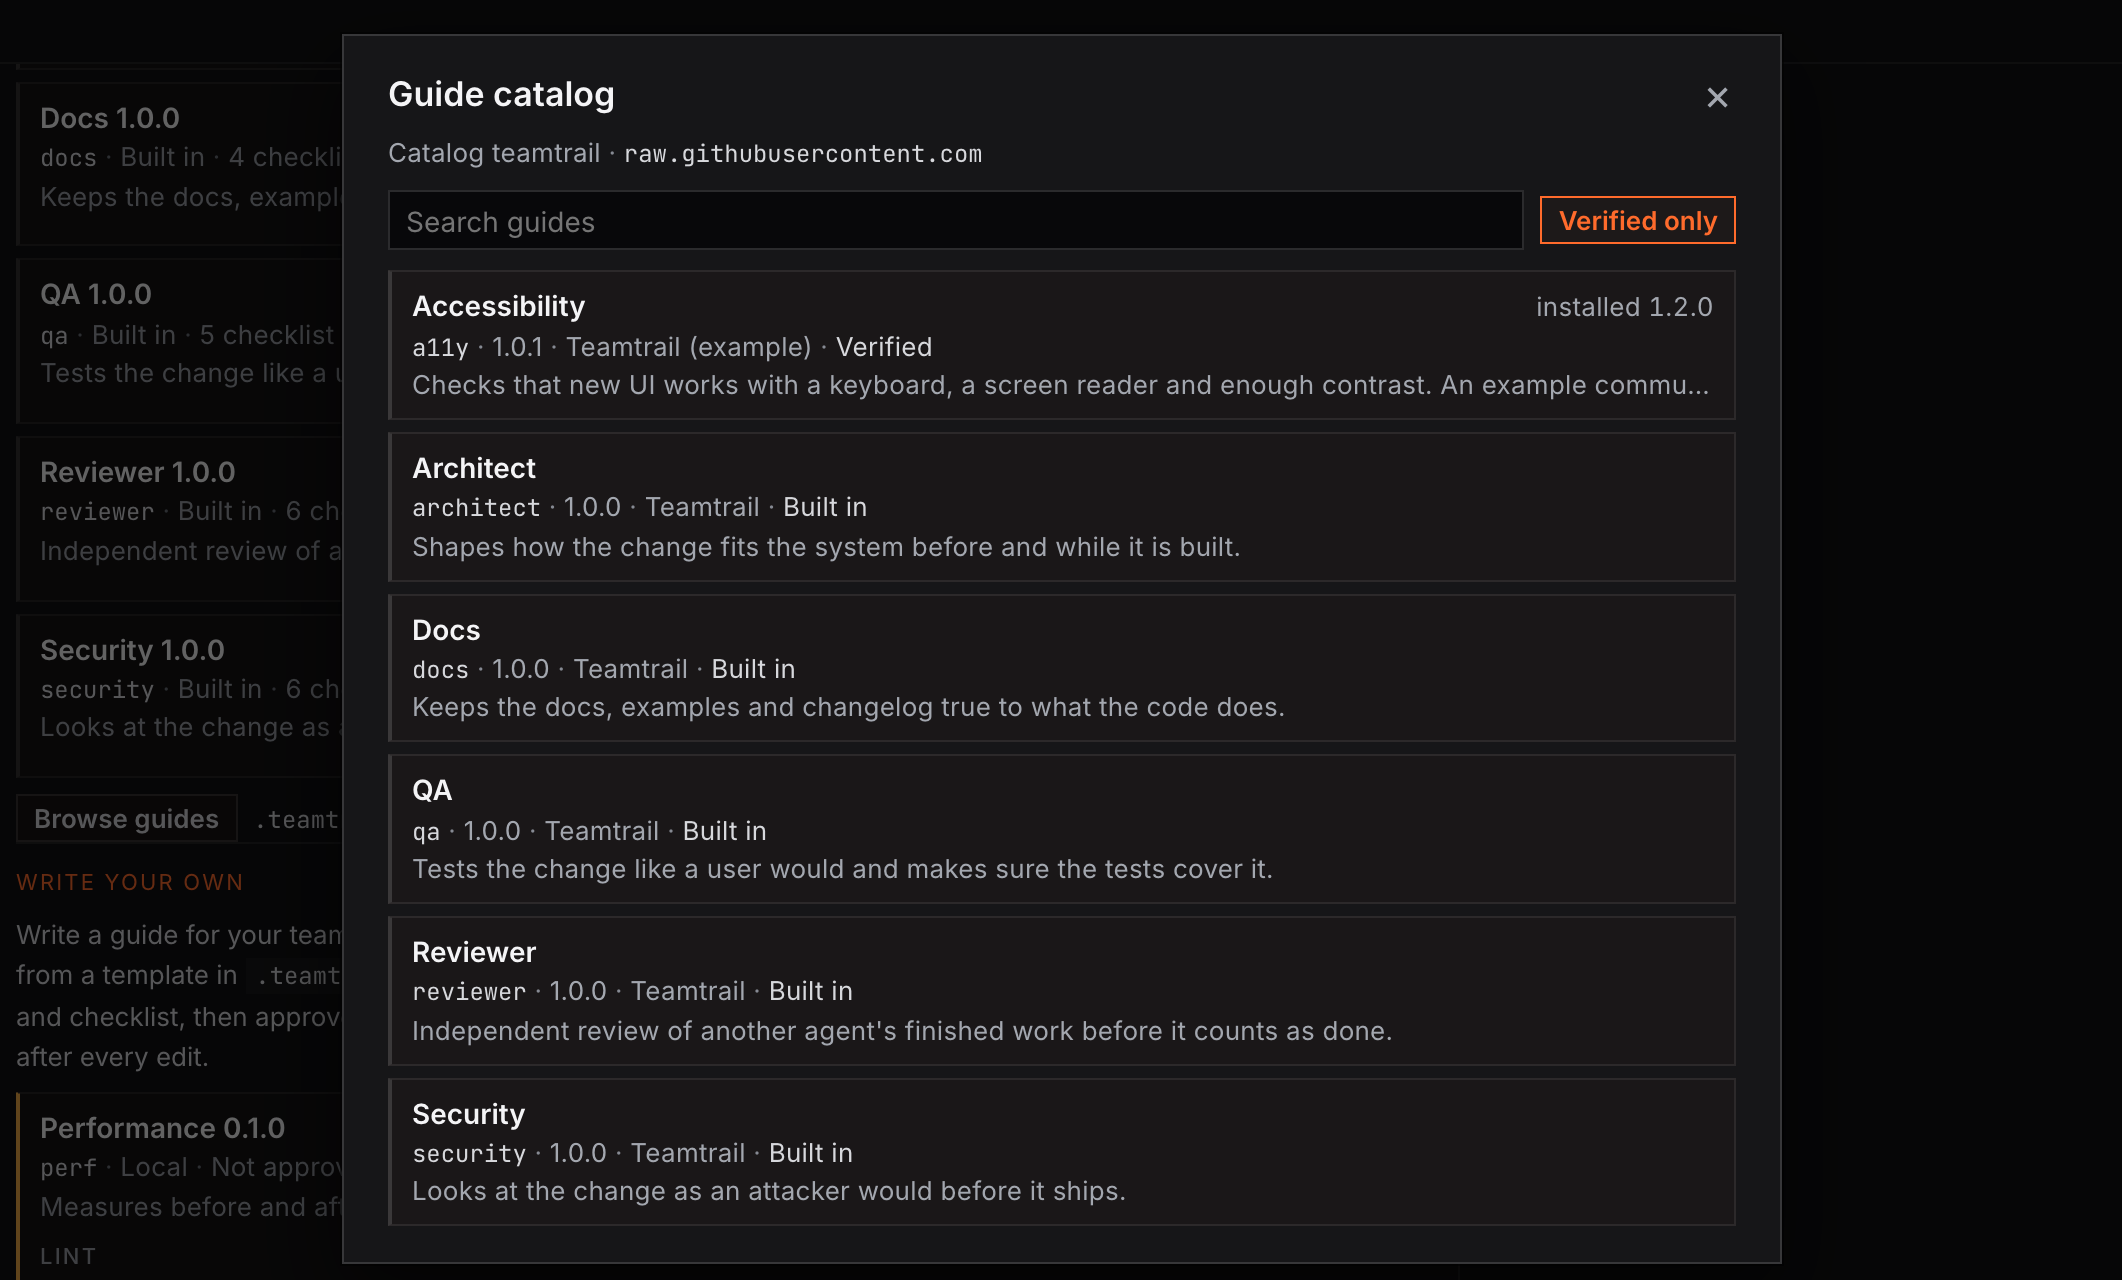 Guide catalog
×
Catalog teamtrail · raw.githubusercontent.com
Search guides
Verified only
Accessibility
installed 1.2.0
a11y · 1.0.1 · Teamtrail (example) · Verified
Checks that new UI works with a keyboard, a screen reader and enough contrast. An example commu...
Architect
architect · 1.0.0 · Teamtrail · Built in
Shapes how the change fits the system before and while it is built.
Docs
docs · 1.0.0 · Teamtrail · Built in
Keeps the docs, examples and changelog true to what the code does.
QA
qa · 1.0.0 · Teamtrail · Built in
Tests the change like a user would and makes sure the tests cover it.
Reviewer
reviewer · 1.0.0 · Teamtrail · Built in
Independent review of another agent's finished work before it counts as done.
Security
security · 1.0.0 · Teamtrail · Built in
Looks at the change as an attacker would before it ships.
Docs 1.0.0
docs · Built in · 4 checkli
Keeps the docs, exampl
QA 1.0.0
qa · Built in · 5 checklist
Tests the change like a u
Reviewer 1.0.0
reviewer · Built in · 6 ch
Independent review of a
Security 1.0.0
security · Built in · 6 ch
Looks at the change as
Browse guides
.teamt
WRITE YOUR OWN
Write a guide for your team
from a template in .teamt
and checklist, then approv
after every edit.
Performance 0.1.0
perf · Local · Not approv
Measures before and aft
LINT